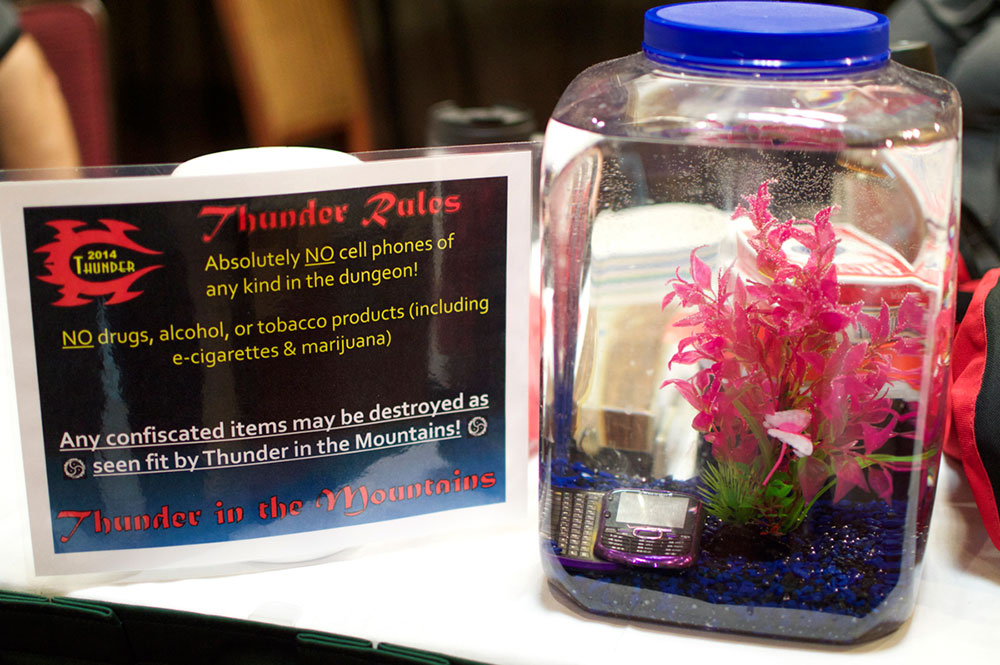 Thunder Rules
2014
THUNDER
Absolutely NO cell phones of
any kind in the dungeon!
NO drugs, alcohol, or tobacco products (including
e-cigarettes & marijuana)
Any confiscated items may be destroyed as
seen fit by Thunder in the Mountains!
Thunder in the Mountains